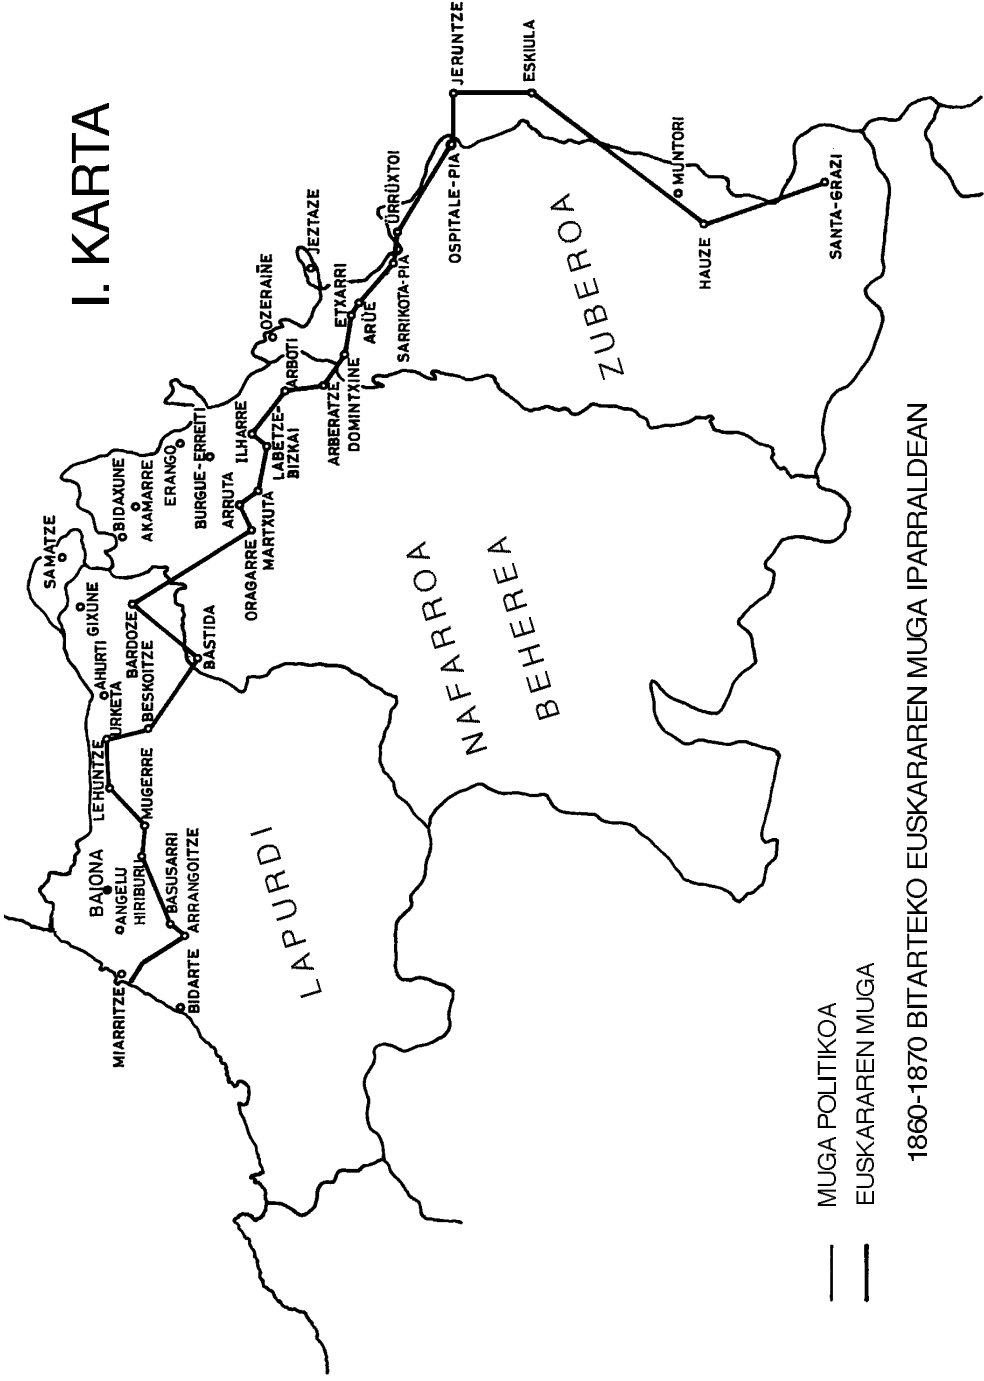 I. KARTA
SAMATZE
GIXUNE
AHURTI
URKETA
LEHUNTZE
BAIONA
ANGELU
HIRIBURU
MIARRITZE
BIDARTE
ARRANGOITZE
BASUSARRI
MUGERRE
BESKOITZE
BARDOZE
BASTIDA
BIDAXUNE
AKAMARRE
ERANGO
BURGUE-ERREITI
ARRUTA
ORAGARRE
MARTXUTA
ILHARRE
LABETZE-
BIZKAI
ARBOTI
OZERAIÑE
JEZTAZE
ARBERATZE
DOMINTXINE
ETXARRI
ARÜE
SARRIKOTA-PIA
ÜRRÜXTOI
OSPITALE-PIA
JERUNTZE
ESKIULA
MUNTORI
HAUZE
SANTA-GRAZI
LAPURDI
NAFARROA
BEHEREA
ZUBEROA
MUGA POLITIKOA
EUSKARAREN MUGA
1860-1870 BITARTEKO EUSKARAREN MUGA IPARRALDEAN